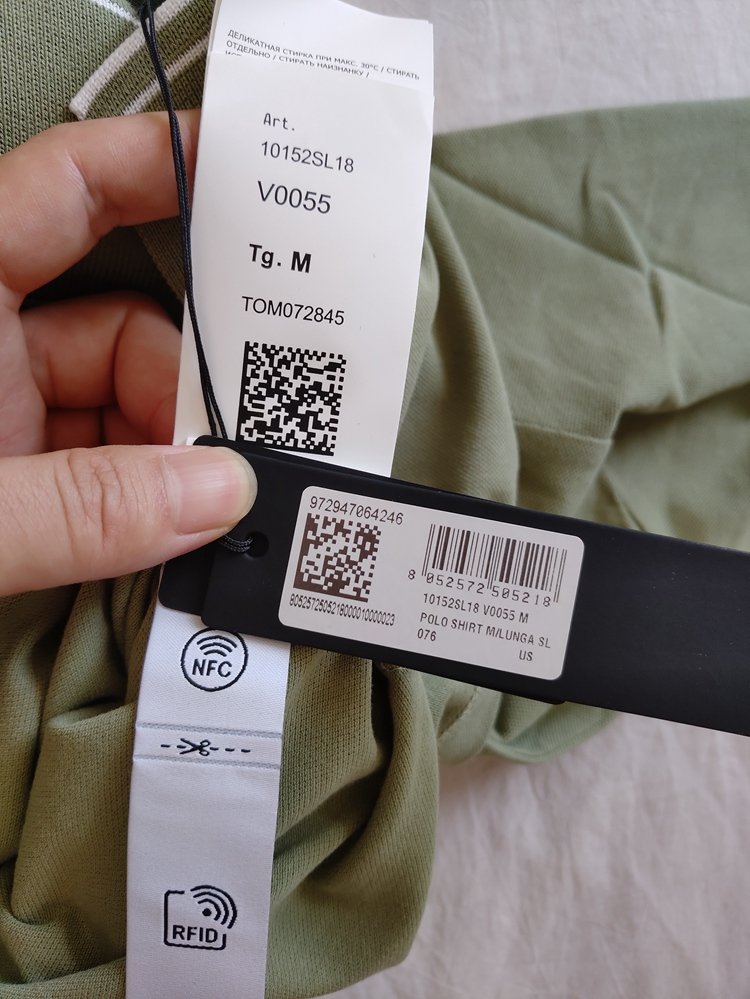 ДЕЛИКАТНАЯ СТИРКА ПРИ МАКС. 30°C / СТИРАТЬ
ОТДЕЛЬНО / СТИРАТЬ НАИЗНАНКУ /
Art.
10152SL18
V0055
Tg. M
TOM072845
972947064246
8052572505218000010000023
8 052572 505218
10152SL18 V0055 M
POLO SHIRT M/LUNGA SL
076
US
NFC
RFID